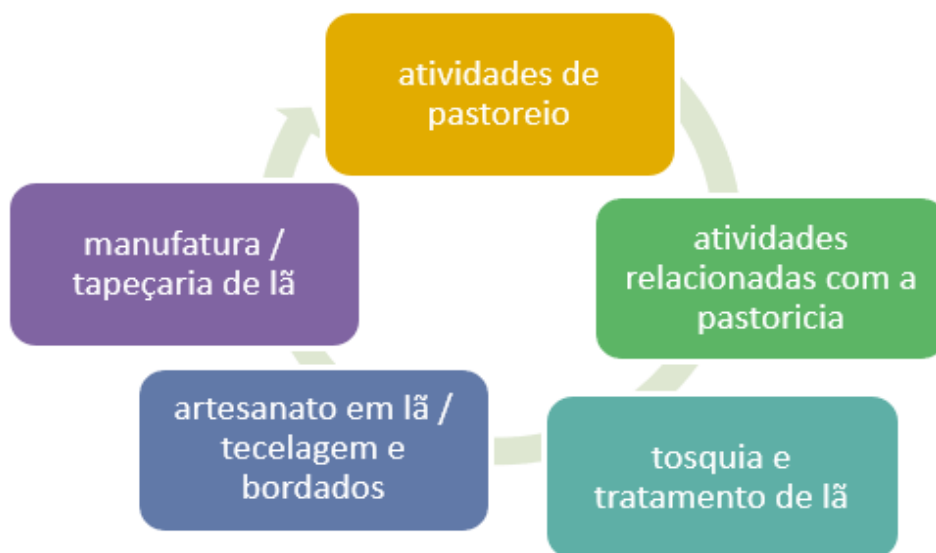 atividades de
pastoreio
atividades
relacionadas com a
pastoricia
tosquia e
tratamento de lã
artesanato em lã /
tecelagem e
bordados
manufatura /
tapeçaria de lã